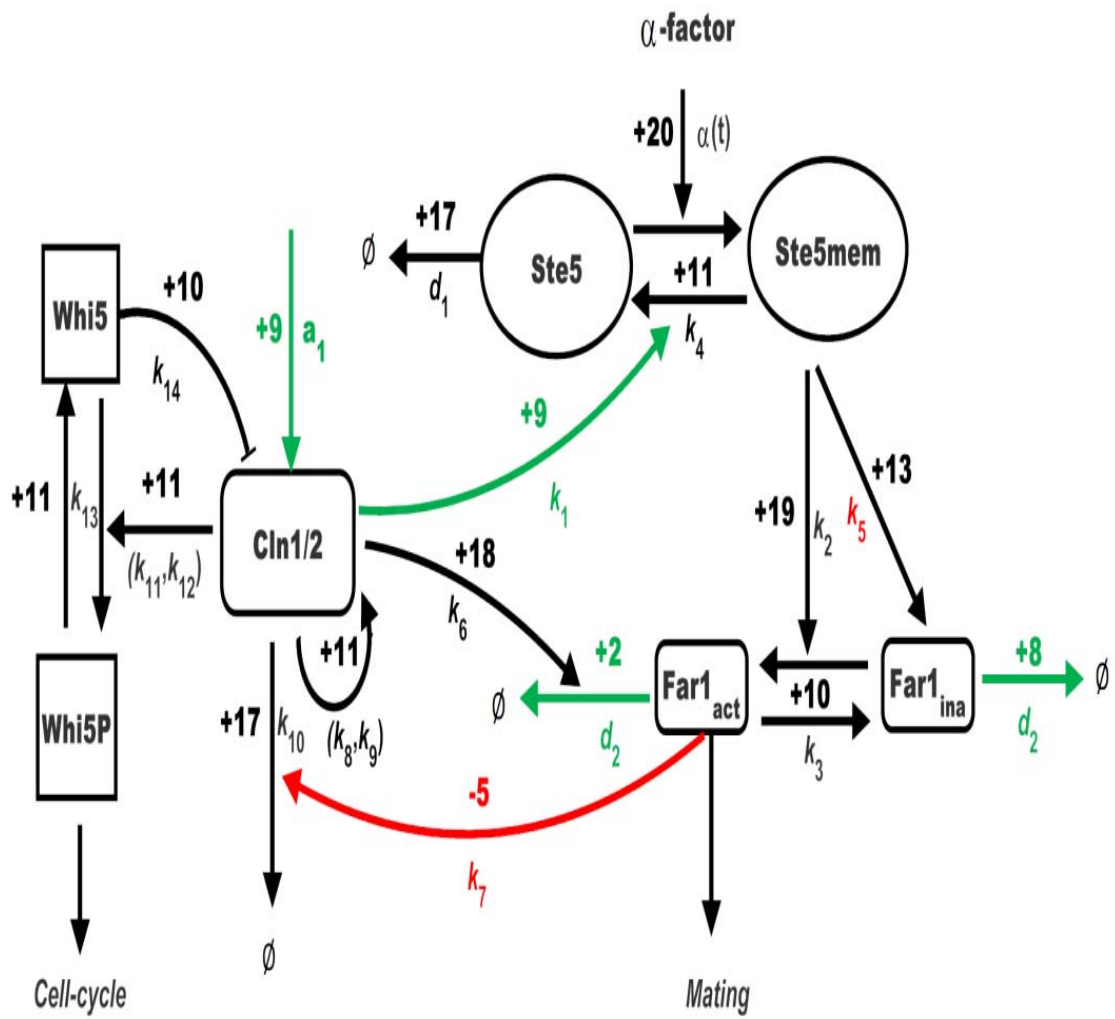 α-factor
+20 α(t)
+17
Ø
d1
Ste5
+11
k4
Ste5mem
Whi5
+10
k14
+9 a1
+9
k1
+13
+19 k2 k5
+11 k13
+11
(k11,k12)
Cln1/2
+18
k6
+11
(k8,k9)
+17 k10
Ø
+2
d2
Far1act
+10
k3
Far1ina
+8
d2
Ø
Whi5P
-5
k7
Ø
Cell-cycle
Mating